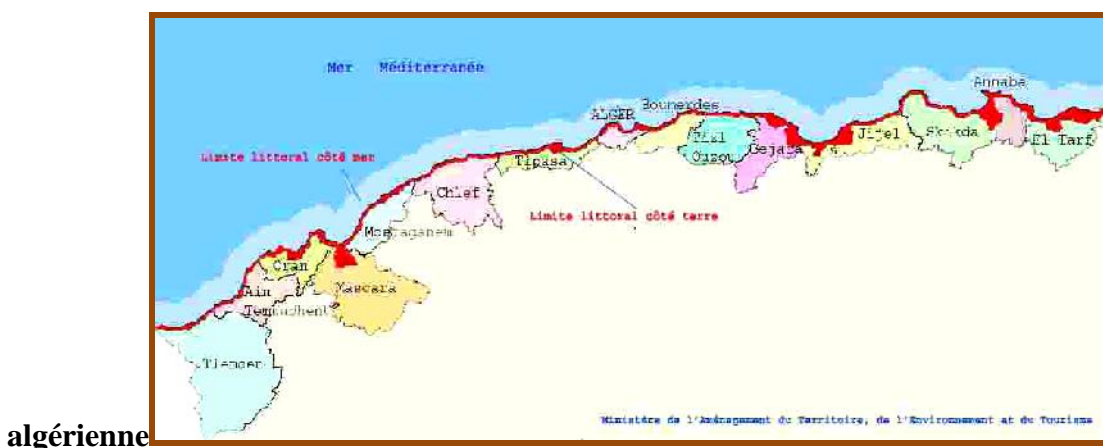 Mer Méditerranée
Annaba
ALGER Boumerdes
Jijel Skikda
Tizi Ouzou
Bejaia
El Tarf
Limite littoral côté mer
Tipasa
Chlef
Limite littoral côté terre
Mostaganem
Oran
Ain Temouchent
Mascara
Tlemcen
Ministère de l'Aménagement du Territoire, de l'Environnement et du Tourisme
algérienne